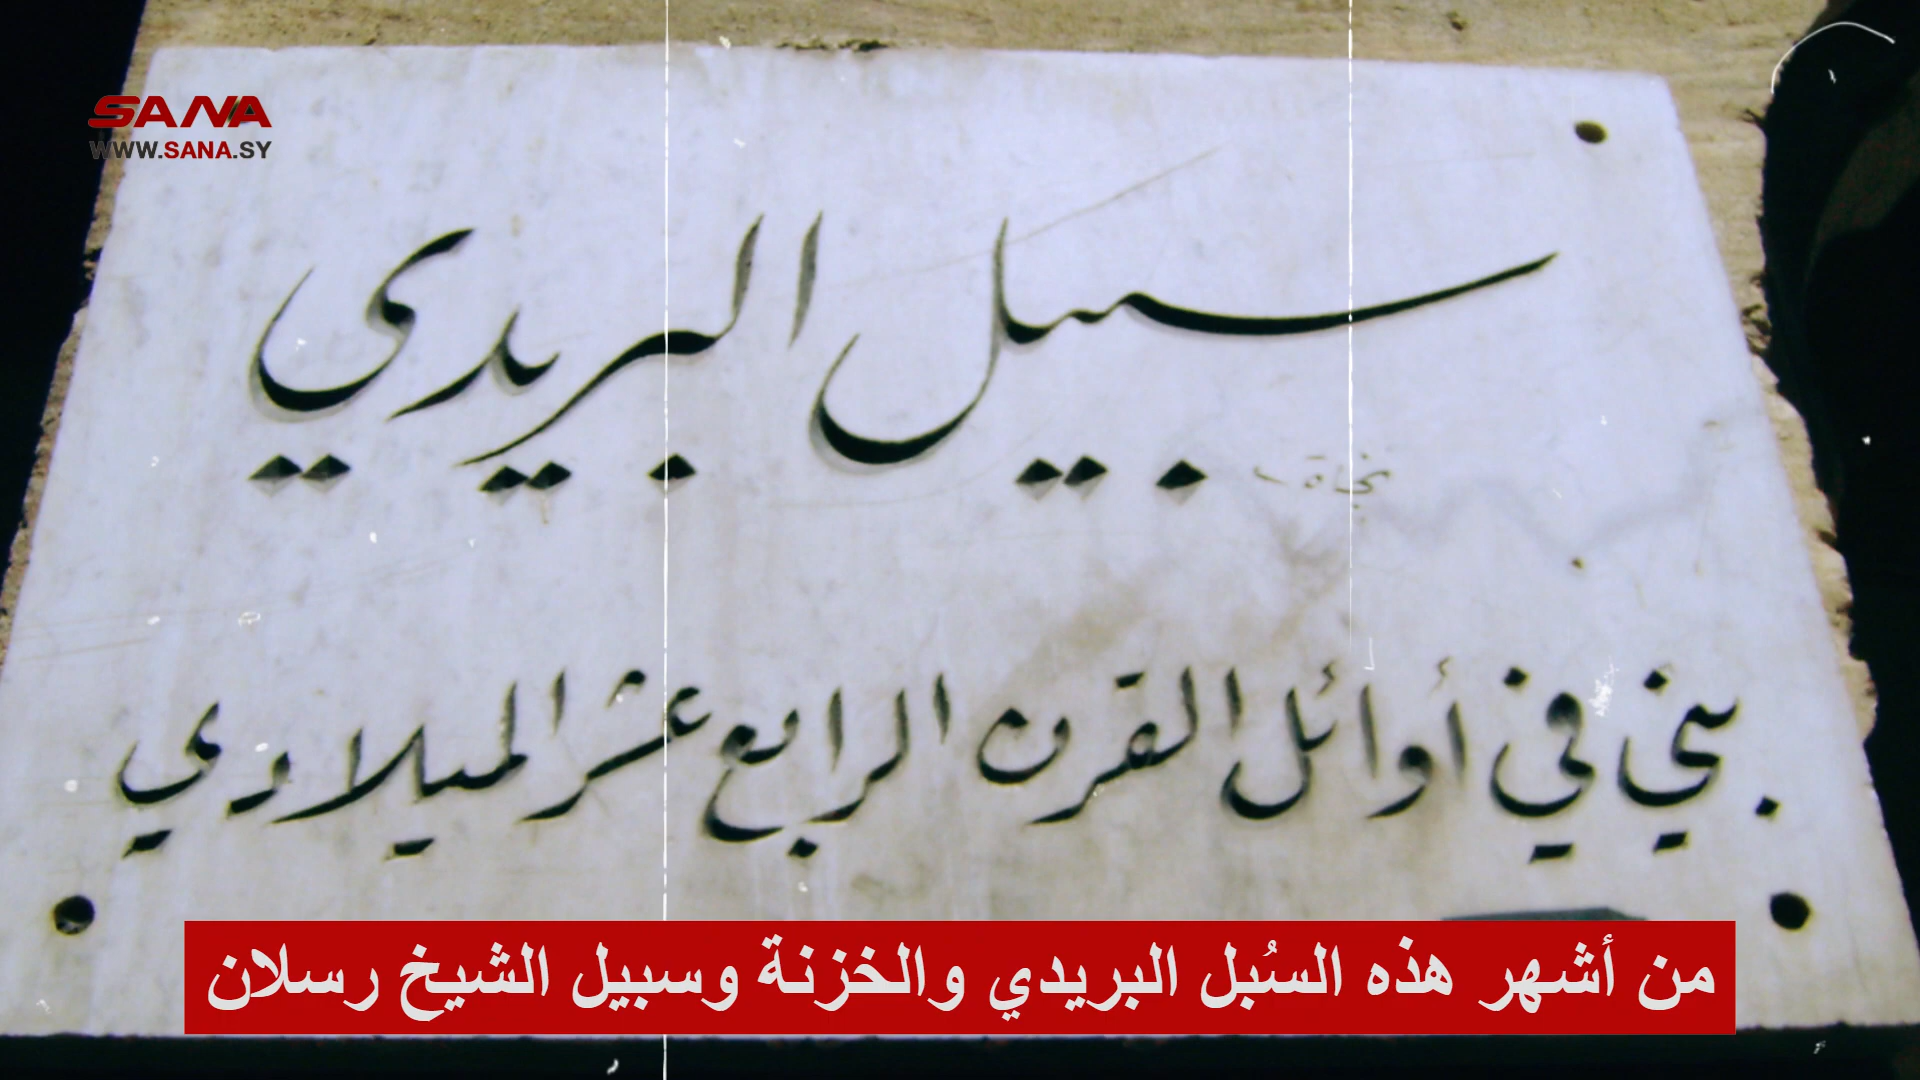 SANA
WWW.SANA.SY
سبيل البريدي
بني في أوائل القرن الرابع عشر الميلادي
من أشهر هذه السُبل البريدي والخزنة وسبيل الشيخ رسلان